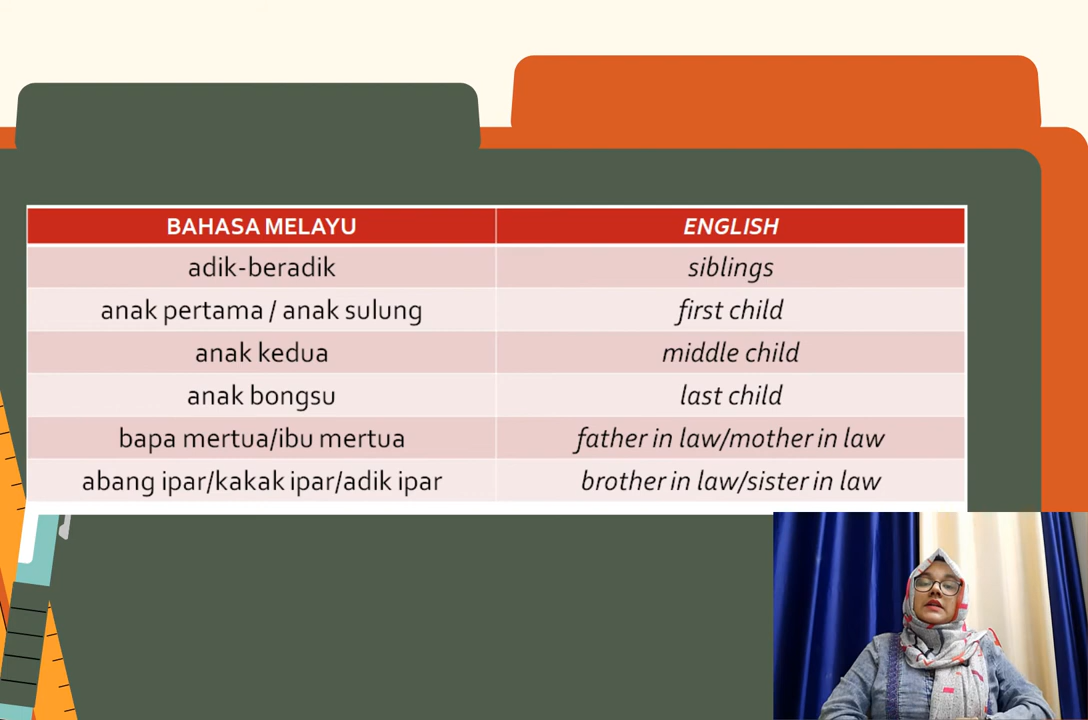 BAHASA MELAYU ENGLISH
adik-beradik siblings
anak pertama / anak sulung first child
anak kedua middle child
anak bongsu last child
bapa mertua/ibu mertua father in law/mother in law
abang ipar/kakak ipar/adik ipar brother in law/sister in law